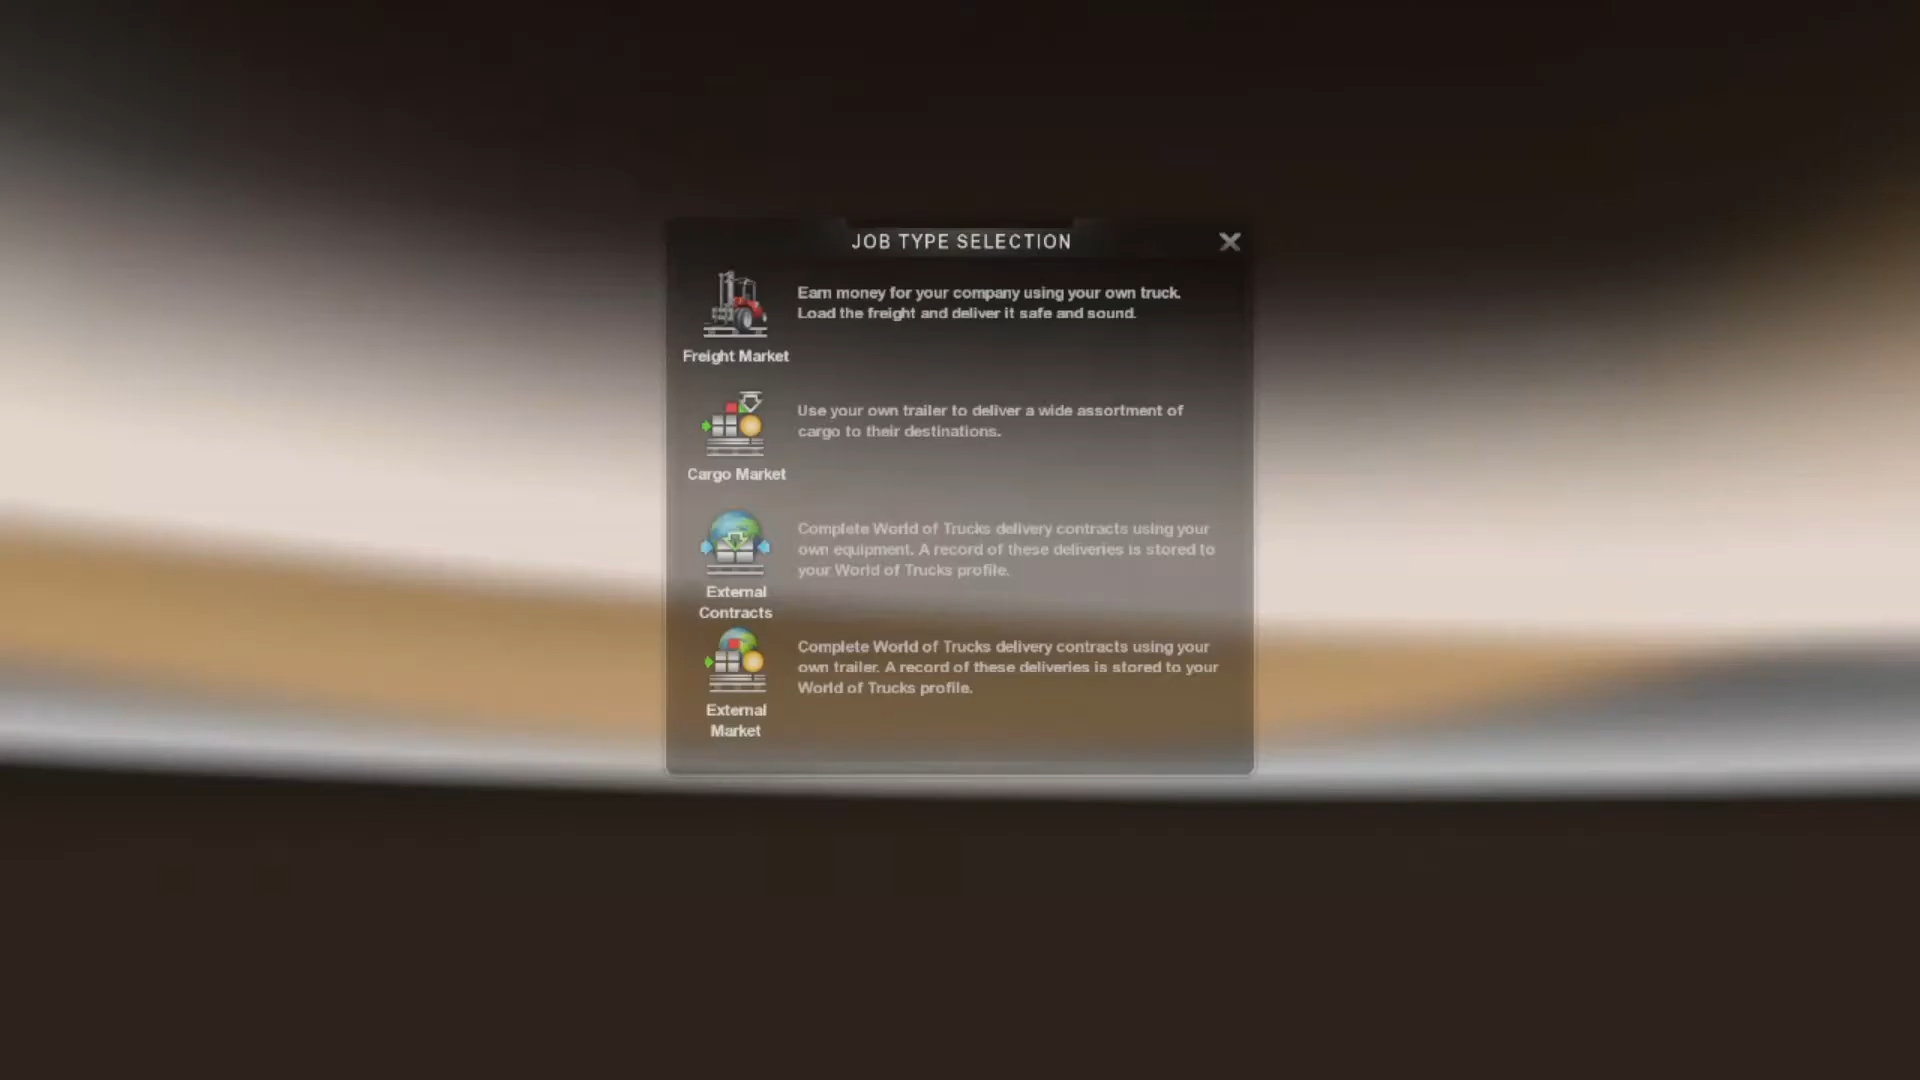 JOB TYPE SELECTION
Earn money for your company using your own truck.
Load the freight and deliver it safe and sound.
Freight Market
Use your own trailer to deliver a wide assortment of
cargo to their destinations.
Cargo Market
Complete World of Trucks delivery contracts using your
own equipment. A record of these deliveries is stored to
your World of Trucks profile.
External
Contracts
Complete World of Trucks delivery contracts using your
own trailer. A record of these deliveries is stored to your
World of Trucks profile.
External
Market